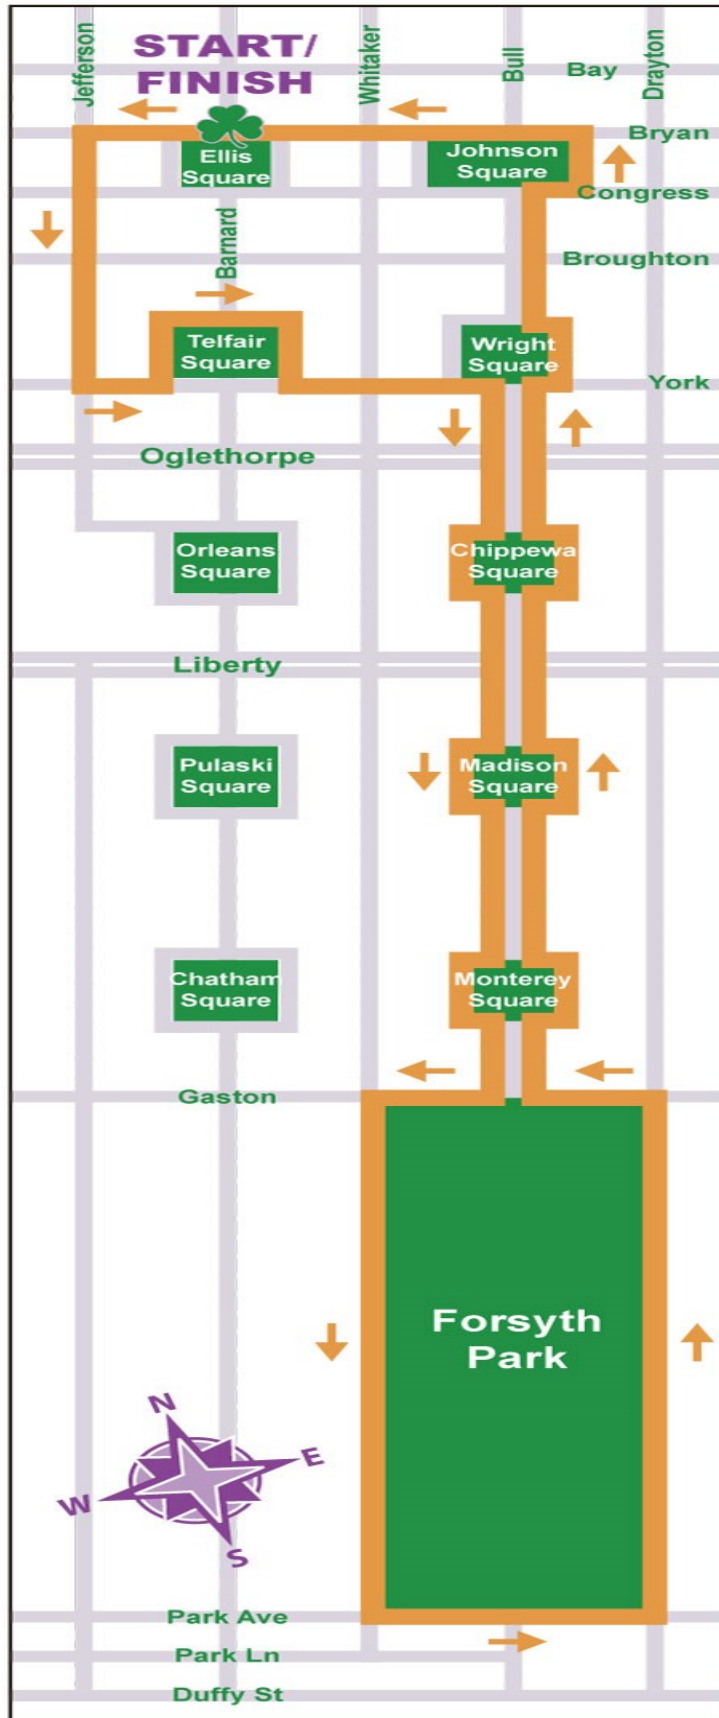 Jefferson
START/
FINISH
Whitaker
Bull
Bay
Drayton
Bryan
Ellis
Square
Johnson
Square
Congress
Barnard
Broughton
Telfair
Square
Wright
Square
York
Oglethorpe
Orleans
Square
Chippewa
Square
Liberty
Pulaski
Square
Madison
Square
Chatham
Square
Monterey
Square
Gaston
Forsyth
Park
N
E
W
S
Park Ave
Park Ln
Duffy St